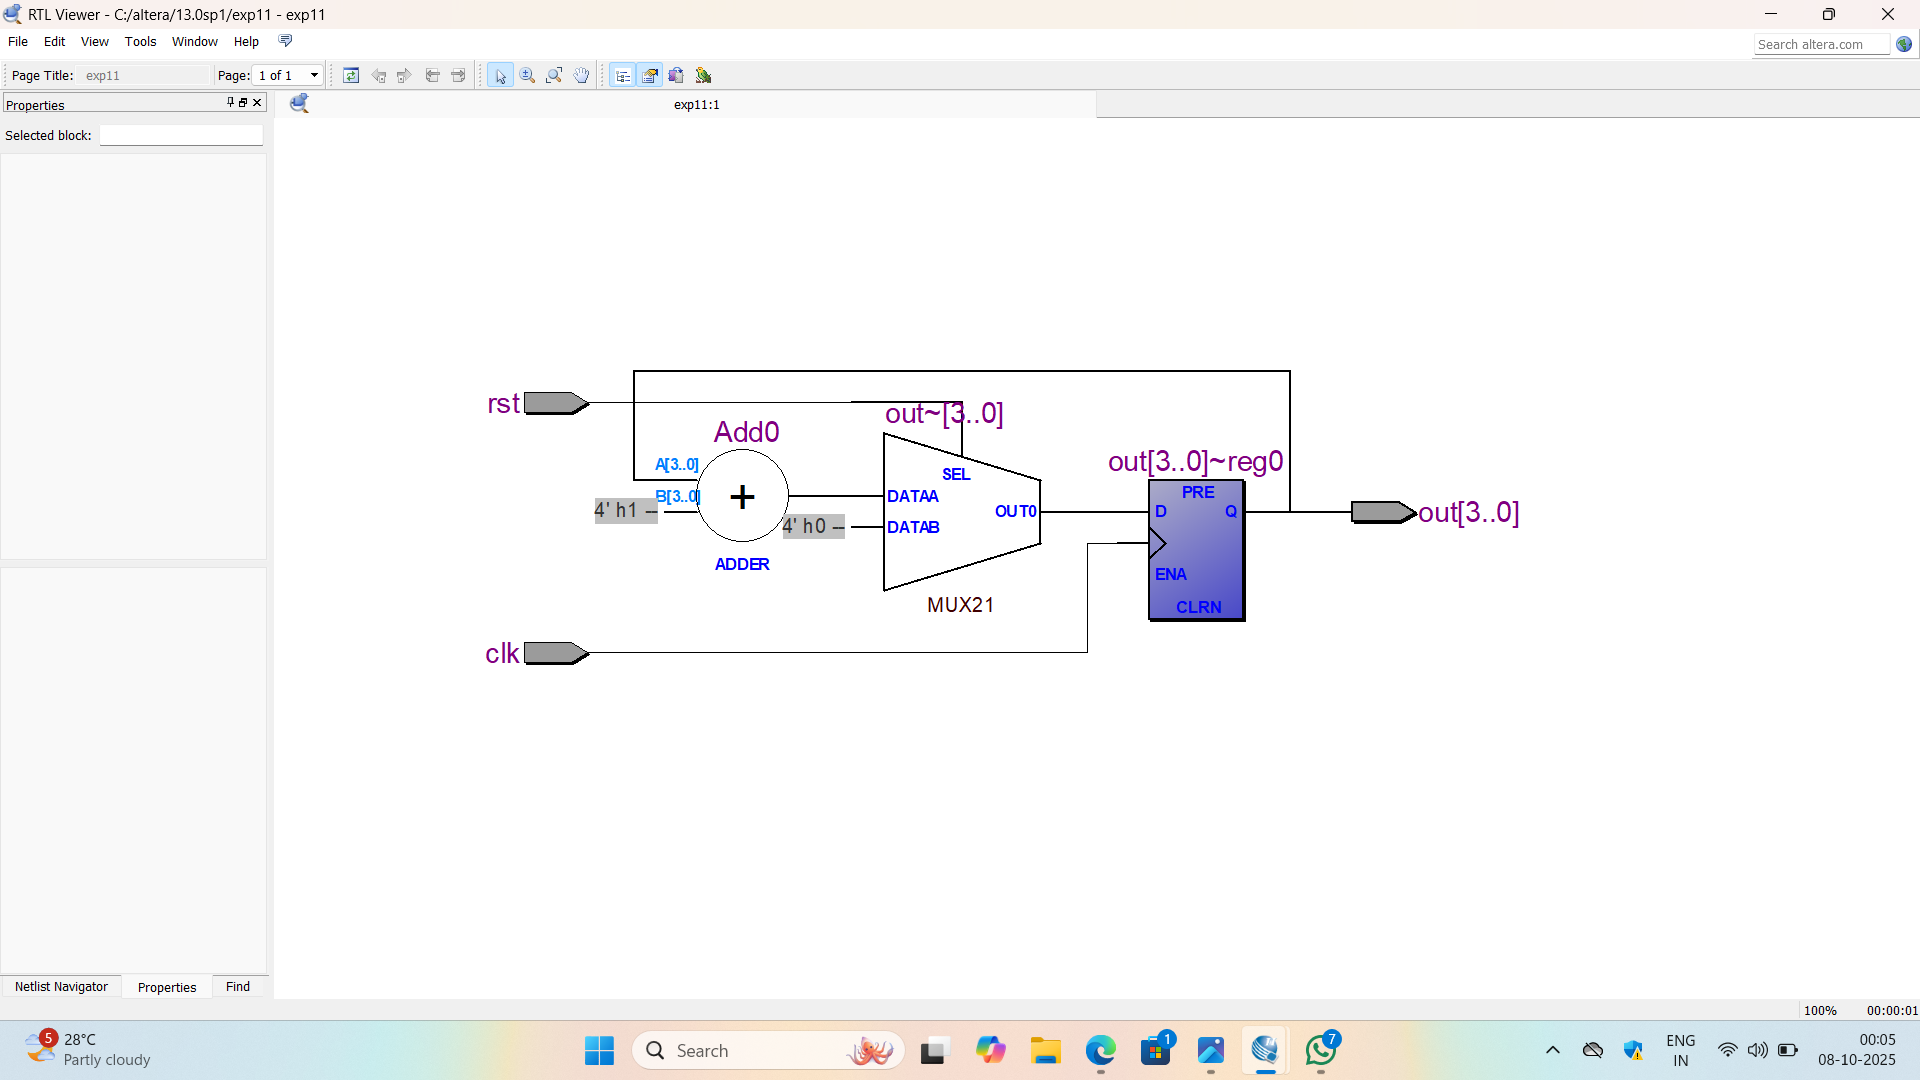 RTL Viewer - C:/altera/13.0sp1/exp11 - exp11
File Edit View Tools Window Help
Search altera.com
Page Title: exp11 Page: 1 of 1
Properties
exp11:1
Selected block:
rst
out~[3..0]
Add0
out[3..0]~reg0
A[3..0]
SEL
PRE
B[3..0]
+
DATAA
4' h1
OUT0
D
Q
out[3..0]
4' h0
DATAB
ADDER
ENA
MUX21
CLRN
clk
Netlist Navigator Properties Find
100% 00:00:01
5
28°C
Partly cloudy
Search
1
7
ENG
IN
00:05
08-10-2025